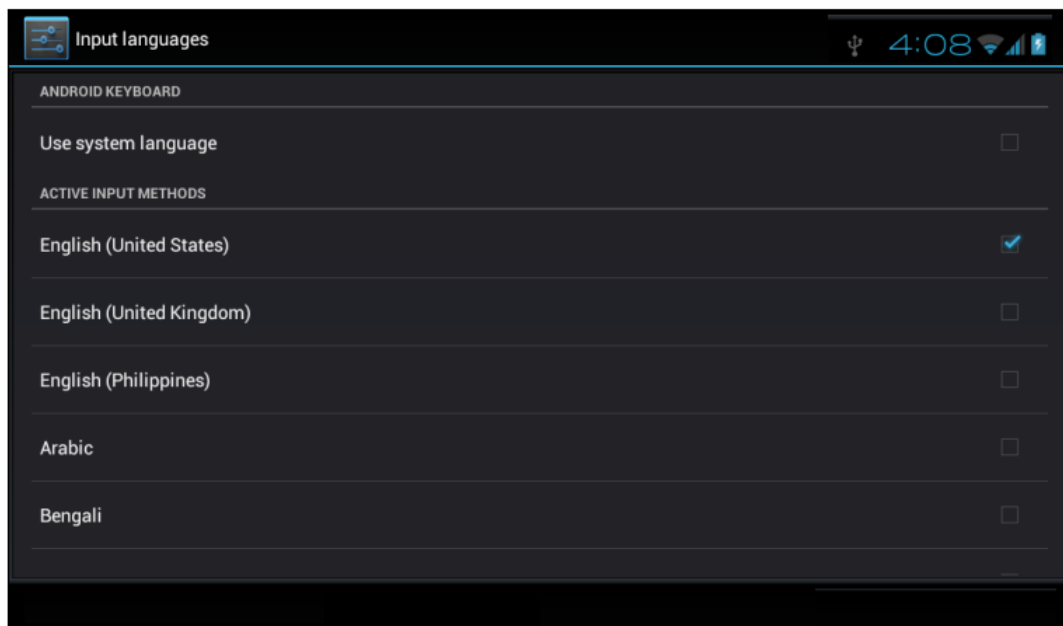 Input languages
4:08
ANDROID KEYBOARD
Use system language
ACTIVE INPUT METHODS
English (United States)
English (United Kingdom)
English (Philippines)
Arabic
Bengali